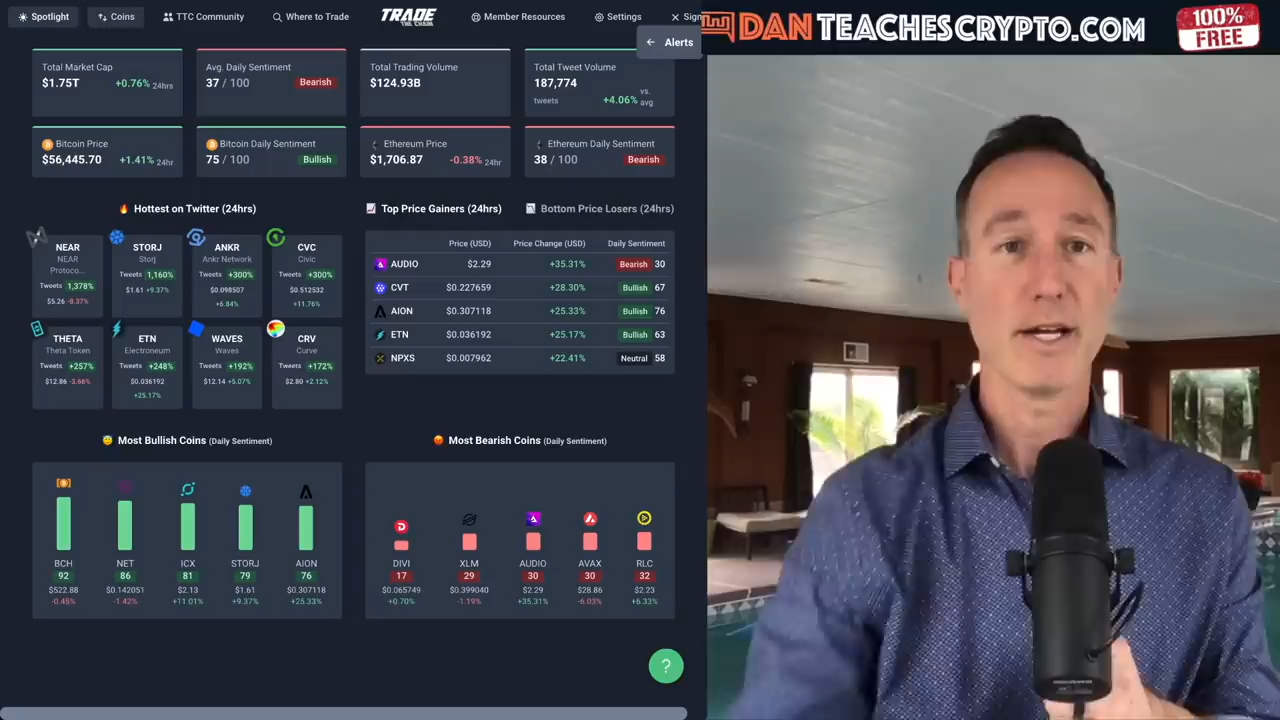 Spotlight
Coins
TTC Community
Where to Trade
TRADE
THE CHAIN
Member Resources
Settings
Sign
Alerts
DANTEACHESCRYPTO.COM
100%
FREE
Total Market Cap
$1.75T +0.76% 24hrs
Avg. Daily Sentiment
37 / 100 Bearish
Total Trading Volume
$124.93B
Total Tweet Volume
187,774
tweets +4.06% vs. avg
Bitcoin Price
$56,445.70 +1.41% 24hr
Bitcoin Daily Sentiment
75 / 100 Bullish
Ethereum Price
$1,706.87 -0.38% 24hr
Ethereum Daily Sentiment
38 / 100 Bearish
Hottest on Twitter (24hrs)
NEAR
NEAR
Protoco...
Tweets 1,378%
$5.26 -8.37%
STORJ
Storj
Tweets 1,160%
$1.61 +9.37%
ANKR
Ankr Network
Tweets +300%
$0.098507
+6.84%
CVC
Civic
Tweets +300%
$0.512532
+11.76%
THETA
Theta Token
Tweets +257%
$12.86 -3.66%
ETN
Electroneum
Tweets +248%
$0.036192
+25.17%
WAVES
Waves
Tweets +192%
$12.14 +5.07%
CRV
Curve
Tweets +172%
$2.80 +2.12%
Top Price Gainers (24hrs)
Bottom Price Losers (24hrs)
Price (USD) Price Change (USD) Daily Sentiment
AUDIO $2.29 +35.31% Bearish 30
CVT $0.227659 +28.30% Bullish 67
AION $0.307118 +25.33% Bullish 76
ETN $0.036192 +25.17% Bullish 63
NPXS $0.007962 +22.41% Neutral 58
Most Bullish Coins (Daily Sentiment)
BCH NET ICX STORJ AION
92 86 81 79 76
$522.88 $0.142051 $2.13 $1.61 $0.307118
-0.45% -1.42% +11.01% +9.37% +25.33%
Most Bearish Coins (Daily Sentiment)
DIVI XLM AUDIO AVAX RLC
17 29 30 30 32
$0.065749 $0.399040 $2.29 $28.86 $2.23
+0.70% -1.19% +35.31% -6.03% +6.33%
?